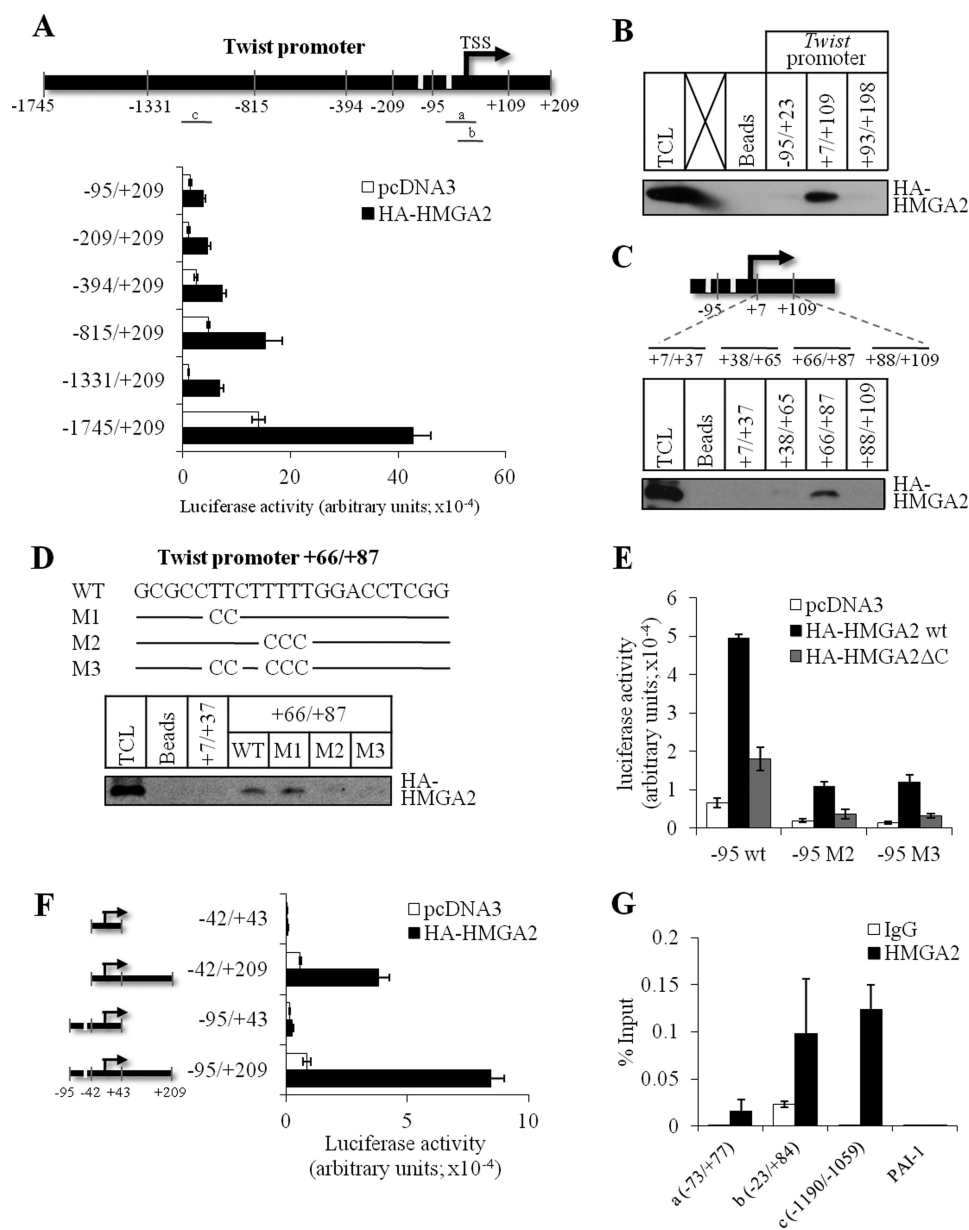 A
Twist promoter
TSS
-1745
-1331
-815
-394
-209
-95
+109
+209
c
a
b
pcDNA3
HA-HMGA2
-95/+209
-209/+209
-394/+209
-815/+209
-1331/+209
-1745/+209
0
20
40
60
Luciferase activity (arbitrary units; x10-4)
B
Twist
promoter
TCL
Beads
-95/+23
+7/+109
+93/+198
HA-
HMGA2
C
-95
+7
+109
+7/+37
+38/+65
+66/+87
+88/+109
TCL
Beads
+7/+37
+38/+65
+66/+87
+88/+109
HA-
HMGA2
D
Twist promoter +66/+87
WT GCGCCTTCTTTTTGGACCTCGG
M1 CC
M2 CCC
M3 CC CCC
TCL
Beads
+7/+37
+66/+87
WT
M1
M2
M3
HA-
HMGA2
E
luciferase activity
(arbitrary units; x10-4)
6
5
4
3
2
1
0
pcDNA3
HA-HMGA2 wt
HA-HMGA2ΔC
-95 wt
-95 M2
-95 M3
F
pcDNA3
HA-HMGA2
-42/+43
-42/+209
-95/+43
-95/+209
-95
-42
+43
+209
0
5
10
Luciferase activity
(arbitrary units; x10-4)
G
IgG
HMGA2
% Input
0.2
0.15
0.1
0.05
0
a (-73/+77)
b (-23/+84)
c (-1190/-1059)
PAI-1